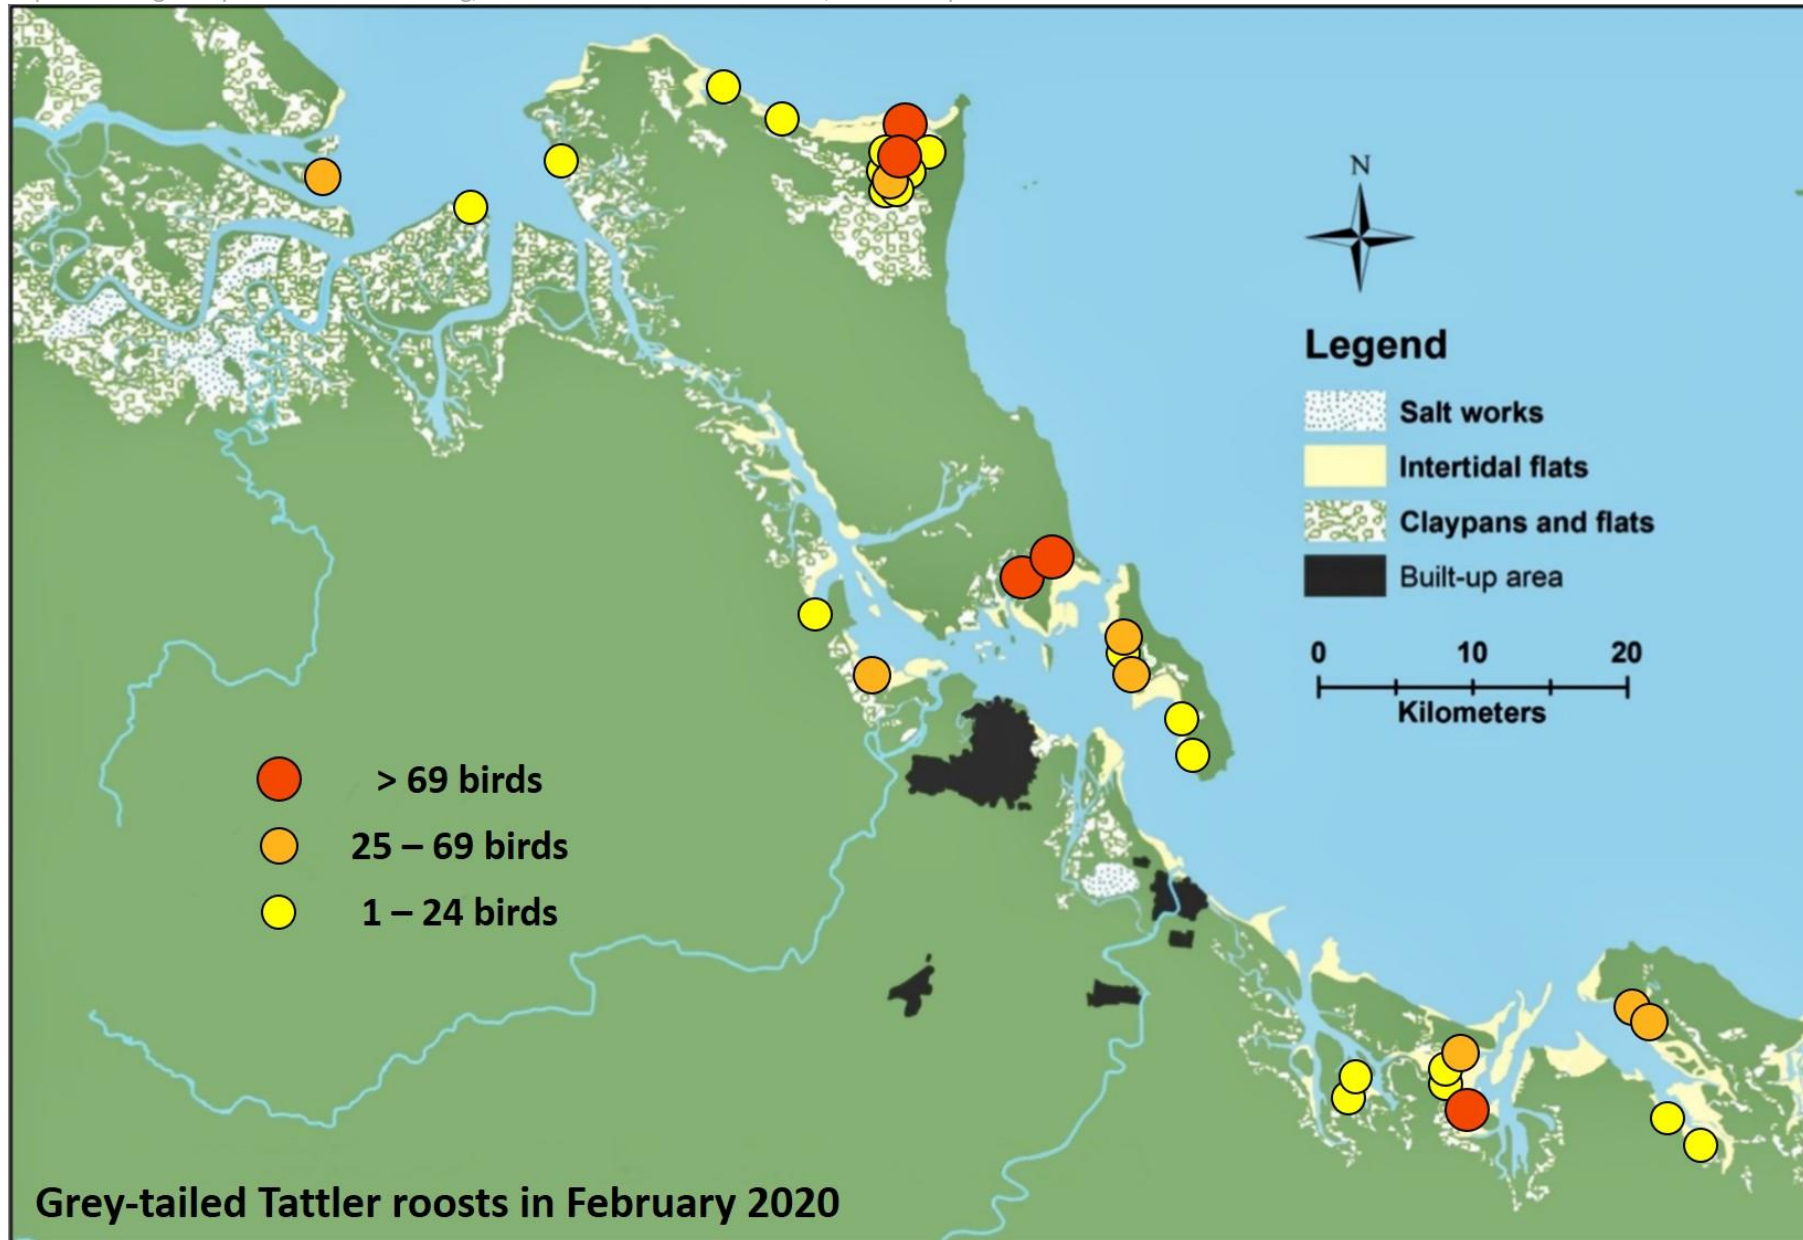 N
Legend
Salt works
Intertidal flats
Claypans and flats
Built-up area
0 10 20
Kilometers
> 69 birds
25 – 69 birds
1 – 24 birds
Grey-tailed Tattler roosts in February 2020